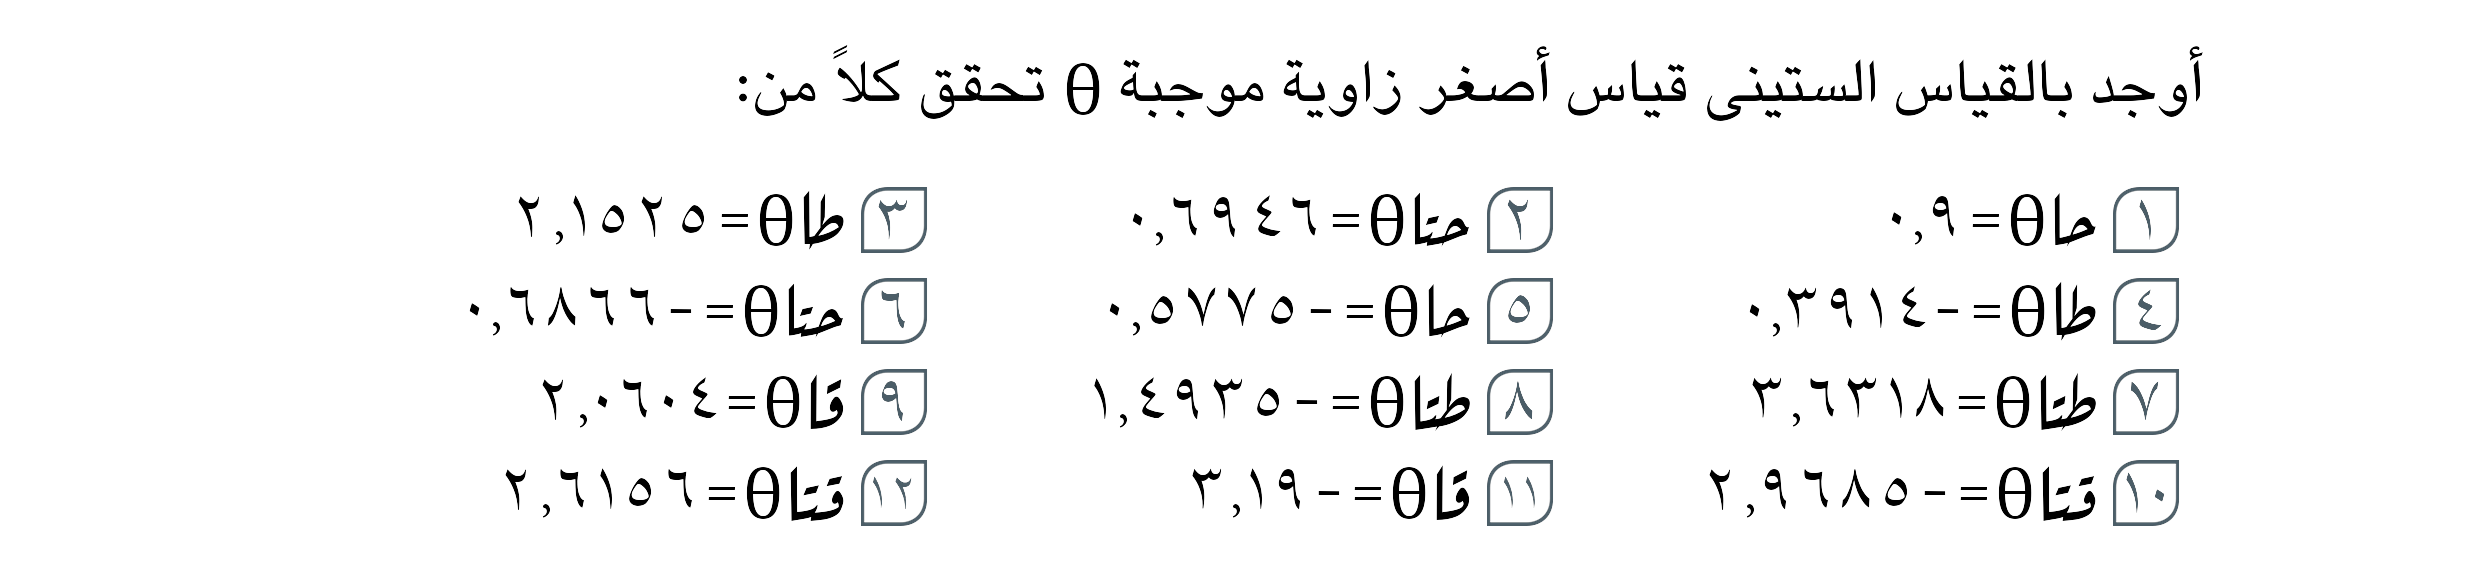 أوجد بالقياس الستينى قياس أصغر زاوية موجبة θ تحقق كلاً من:
١ حاθ = ٠,٩ ٢ حتاθ = ٠,٦٩٤٦ ٣ طاθ = ٢,١٥٢٥
٤ طاθ = -٠,٣٩١٤ ٥ حاθ = -٠,٥٧٧٥ ٦ حتاθ = -٠,٦٨٦٦
٧ طتاθ = ٣,٦٣١٨ ٨ طتاθ = -١,٤٩٣٥ ٩ قاθ = ٢,٠٦٠٤
١٠ قتاθ = -٢,٩٦٨٥ ١١ قاθ = -٣,١٩ ١٢ قتاθ = ٢,٦١٥٦